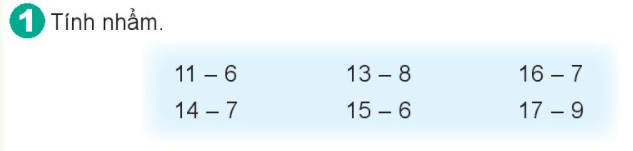 1 Tính nhẩm.
11 – 6 13 – 8 16 – 7
14 – 7 15 – 6 17 – 9